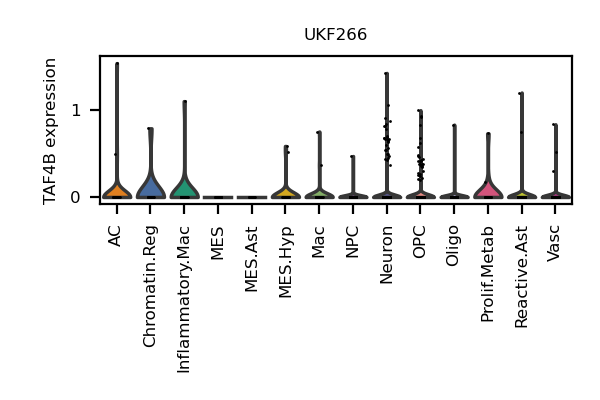 UKF266
TAF4B expression
1
0
AC
Chromatin.Reg
Inflammatory.Mac
MES
MES.Ast
MES.Hyp
Mac
NPC
Neuron
OPC
Oligo
Prolif.Metab
Reactive.Ast
Vasc